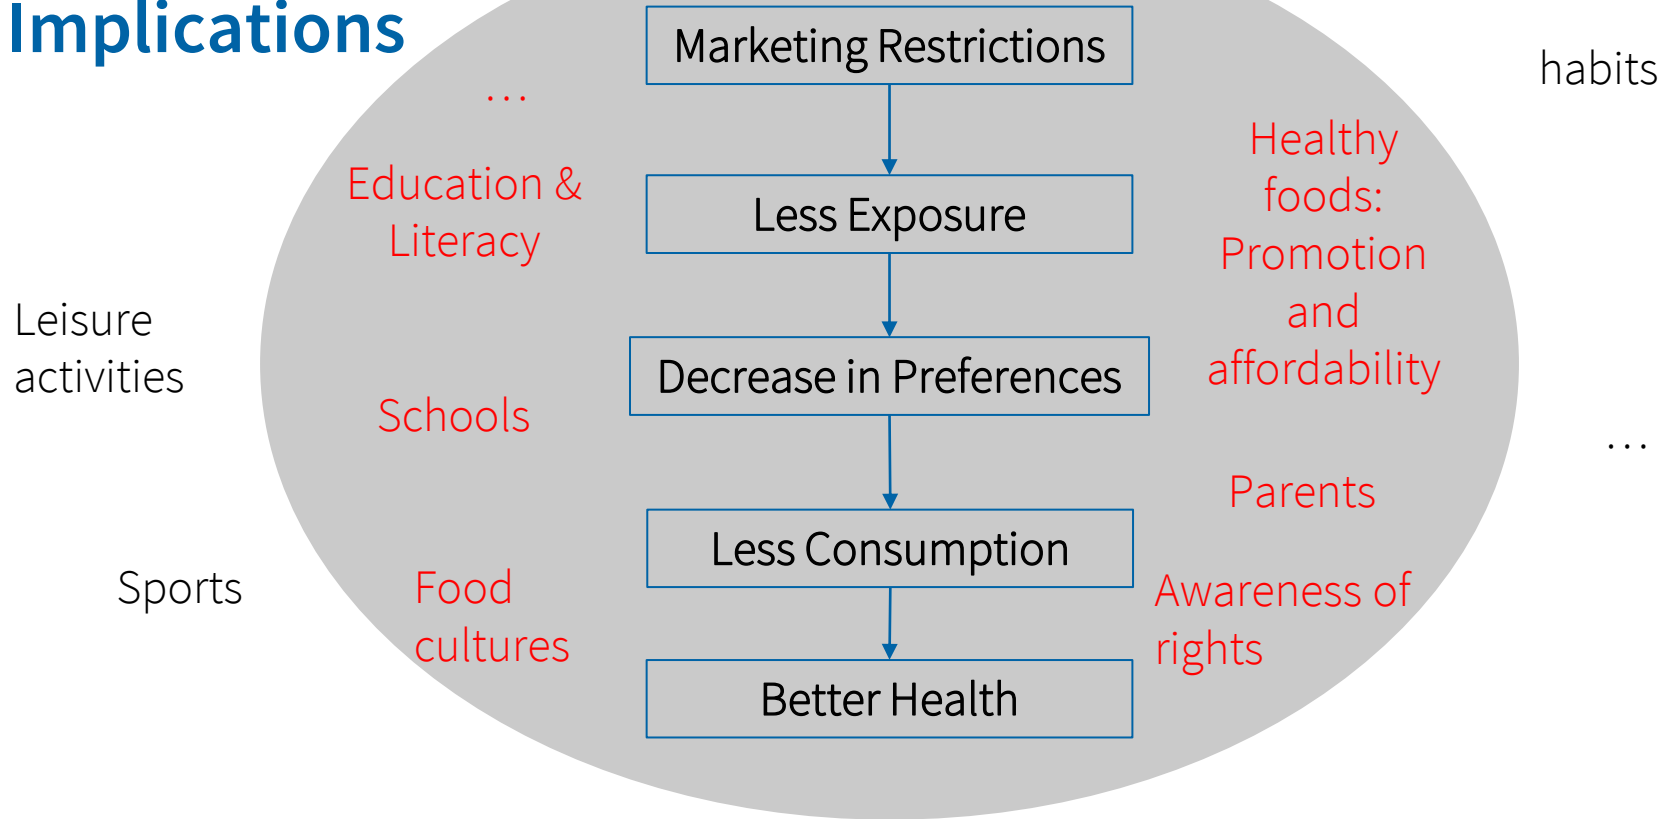 Implications
Marketing Restrictions
habits
…
Healthy
foods:
Promotion
and
affordability
Education &
Literacy
Less Exposure
Leisure
activities
Decrease in Preferences
Schools
…
Parents
Less Consumption
Sports
Food
cultures
Awareness of
rights
Better Health